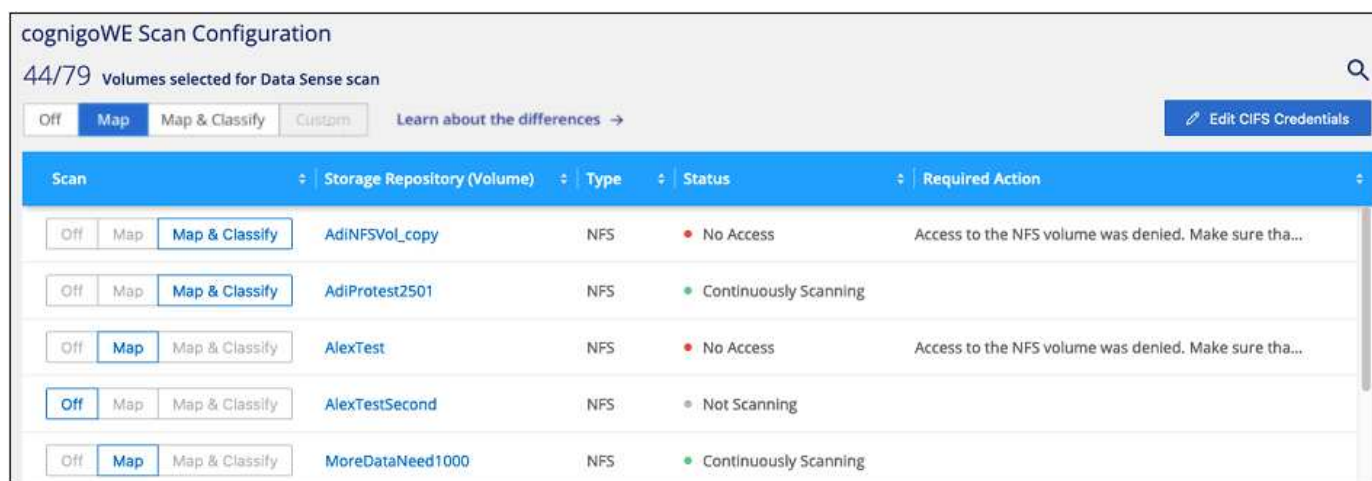 cognigoWE Scan Configuration
44/79 Volumes selected for Data Sense scan
Off Map Map & Classify Custom Learn about the differences → Edit CIFS Credentials
Scan Storage Repository (Volume) Type Status Required Action
Off Map Map & Classify AdiNFSVol_copy NFS No Access Access to the NFS volume was denied. Make sure tha...
Off Map Map & Classify AdiProtest2501 NFS Continuously Scanning
Off Map Map & Classify AlexTest NFS No Access Access to the NFS volume was denied. Make sure tha...
Off Map Map & Classify AlexTestSecond NFS Not Scanning
Off Map Map & Classify MoreDataNeed1000 NFS Continuously Scanning